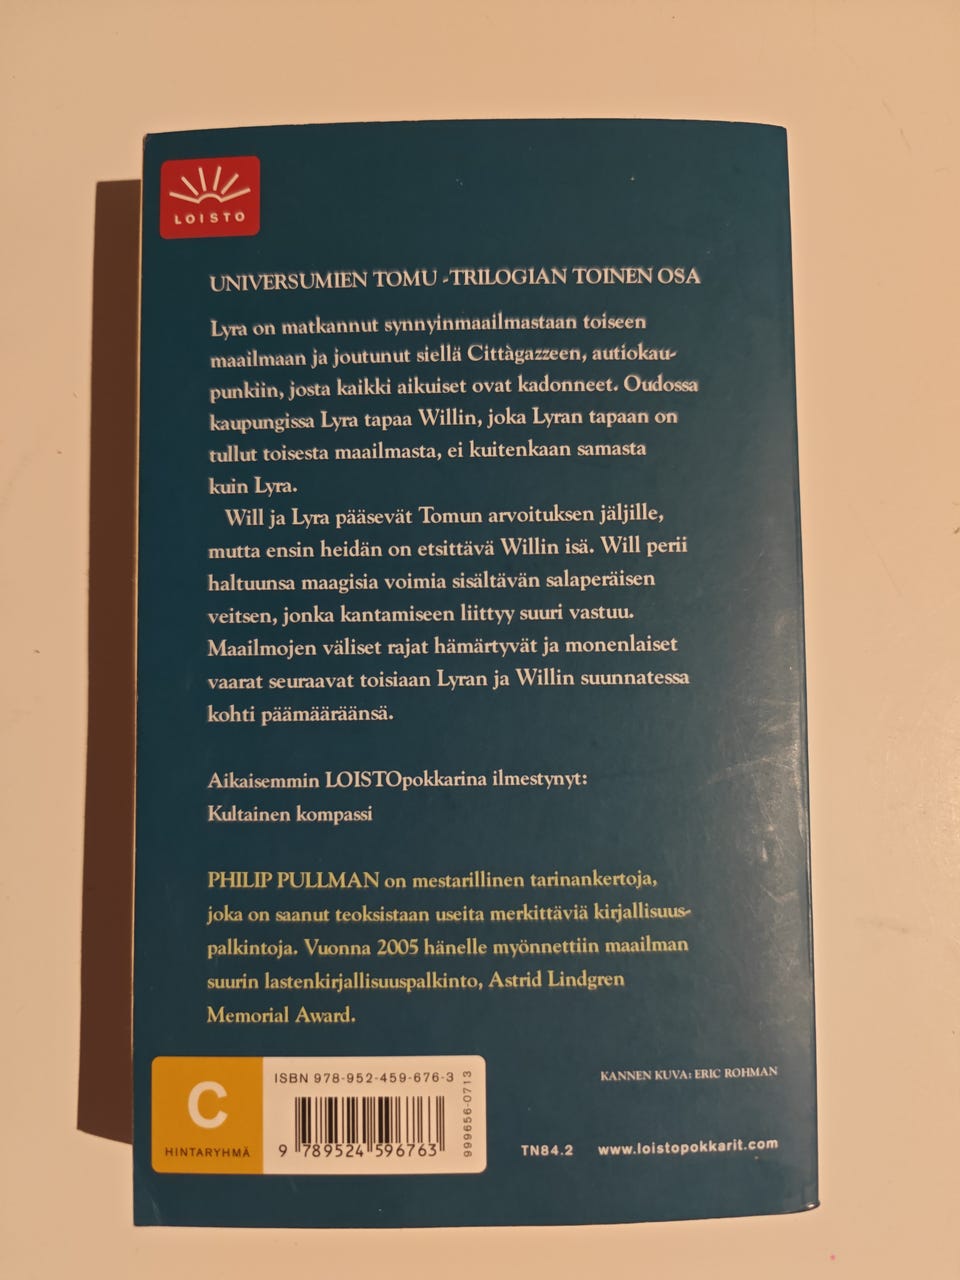 LOISTO
UNIVERSUMIEN TOMU -TRILOGIAN TOINEN OSA
Lyra on matkannut synnyinmaailmastaan toiseen
maailmaan ja joutunut siellä Cittàgazzeen, autiokau-
punkiin, josta kaikki aikuiset ovat kadonneet. Oudossa
kaupungissa Lyra tapaa Willin, joka Lyran tapaan on
tullut toisesta maailmasta, ei kuitenkaan samasta
kuin Lyra.
Will ja Lyra pääsevät Tomun arvoituksen jäljille,
mutta ensin heidän on etsittävä Willin isä. Will perii
haltuunsa maagisia voimia sisältävän salaperäisen
veitsen, jonka kantamiseen liittyy suuri vastuu.
Maailmojen väliset rajat hämärtyvät ja monenlaiset
vaarat seuraavat toisiaan Lyran ja Willin suunnatessa
kohti päämääräänsä.
Aikaisemmin LOISTOpokkarina ilmestynyt:
Kultainen kompassi
PHILIP PULLMAN on mestarillinen tarinankertoja,
joka on saanut teoksistaan useita merkittäviä kirjallisuus-
palkintoja. Vuonna 2005 hänelle myönnettiin maailman
suurin lastenkirjallisuuspalkinto, Astrid Lindgren
Memorial Award.
C
HINTARYHMÄ
ISBN 978-952-459-676-3
9 789524 596763
999656-0713
KANNEN KUVA: ERIC ROHMAN
TN84.2 www.loistopokkarit.com